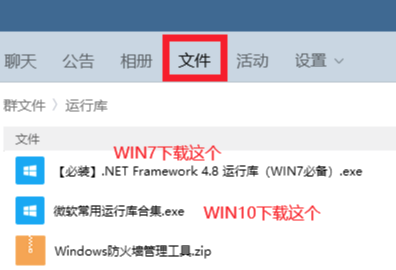 聊天 公告 相册 文件 活动 设置
群文件 〉运行库
文件
WIN7下载这个
【必装】.NET Framework 4.8 运行库（WIN7必备）.exe
微软常用运行库合集.exe WIN10下载这个
Windows防火墙管理工具.zip